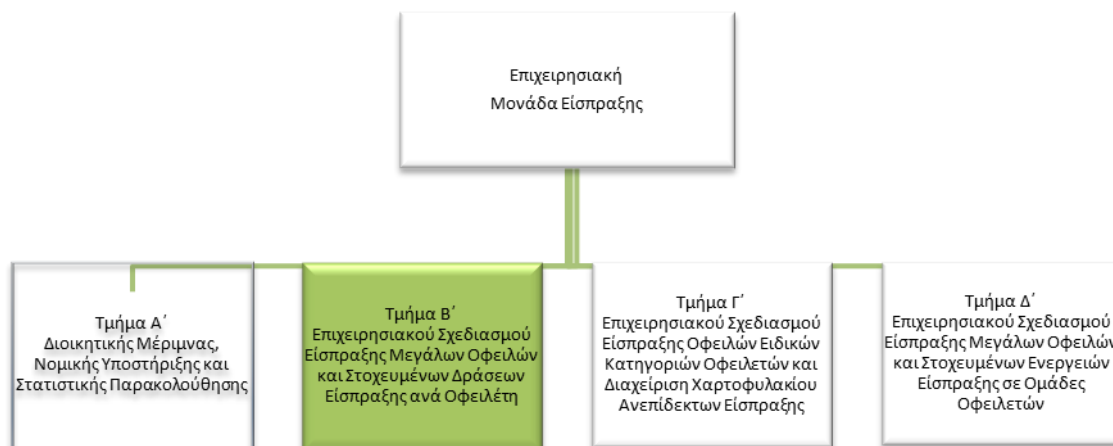 Επιχειρησιακή
Μονάδα Είσπραξης
Τμήμα Α΄
Διοικητικής Μέριμνας,
Νομικής Υποστήριξης και
Στατιστικής Παρακολούθησης
Τμήμα Β΄
Επιχειρησιακού Σχεδιασμού
Είσπραξης Μεγάλων Οφειλών
και Στοχευμένων Δράσεων
Είσπραξης ανά Οφειλέτη
Τμήμα Γ΄
Επιχειρησιακού Σχεδιασμού
Είσπραξης Οφειλών Ειδικών
Κατηγοριών Οφειλετών και
Διαχείριση Χαρτοφυλακίου
Ανεπίδεκτων Είσπραξης
Τμήμα Δ΄
Επιχειρησιακού Σχεδιασμού
Είσπραξης Μεγάλων Οφειλών
και Στοχευμένων Ενεργειών
Είσπραξης σε Ομάδες
Οφειλετών